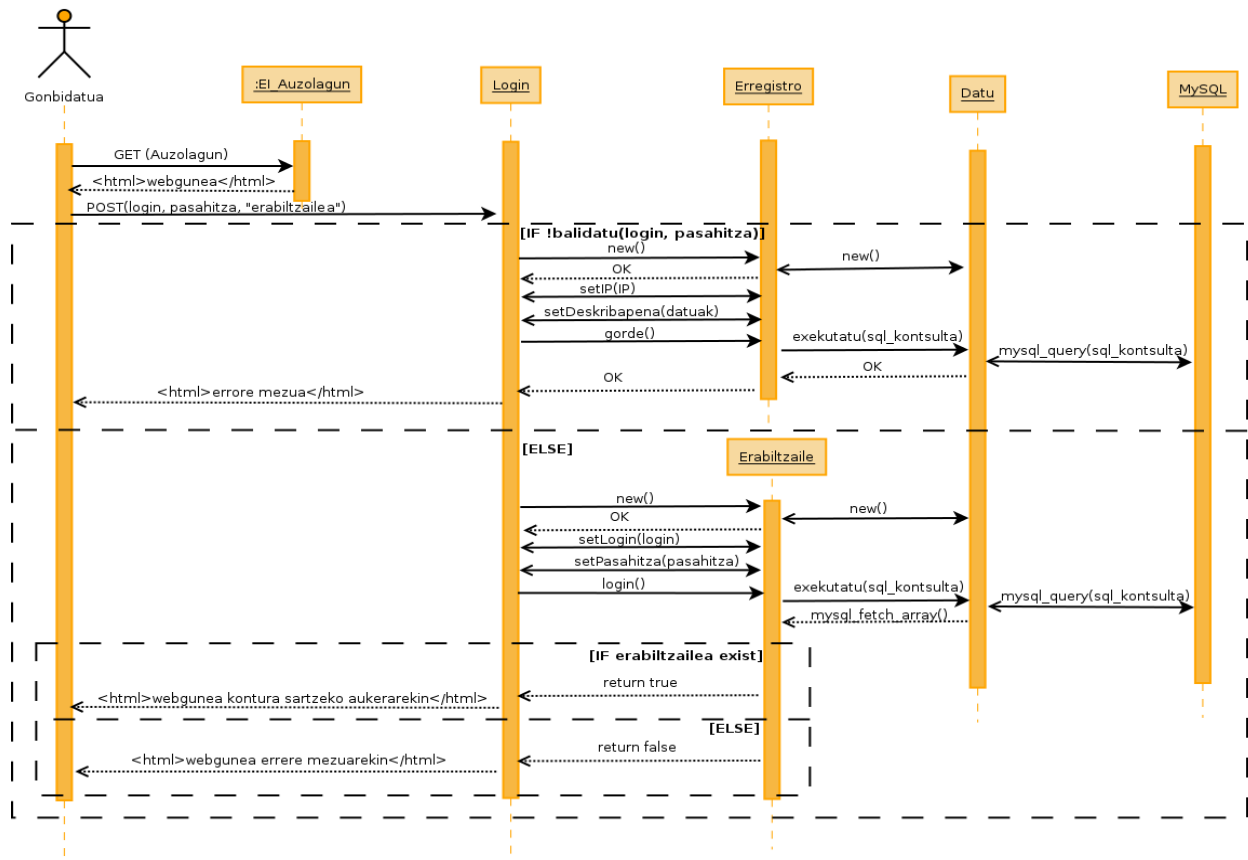 Gonbidatua
:EI_Auzolagun
Login
Erregistro
Datu
MySQL
GET (Auzolagun)
<html>webgunea</html>
POST(login, pasahitza, "erabiltzailea")
[IF !balidatu(login, pasahitza)]
new()
new()
OK
setIP(IP)
setDeskribapena(datuak)
gorde()
exekutatu(sql_kontsulta)
mysql_query(sql_kontsulta)
OK
OK
<html>errore mezua</html>
[ELSE]
Erabiltzaile
new()
new()
OK
setLogin(login)
setPasahitza(pasahitza)
login()
exekutatu(sql_kontsulta)
mysql_query(sql_kontsulta)
mysql_fetch_array()
[IF erabiltzailea exist]
return true
<html>webgunea kontura sartzeko aukerarekin</html>
[ELSE]
return false
<html>webgunea errere mezuarekin</html>